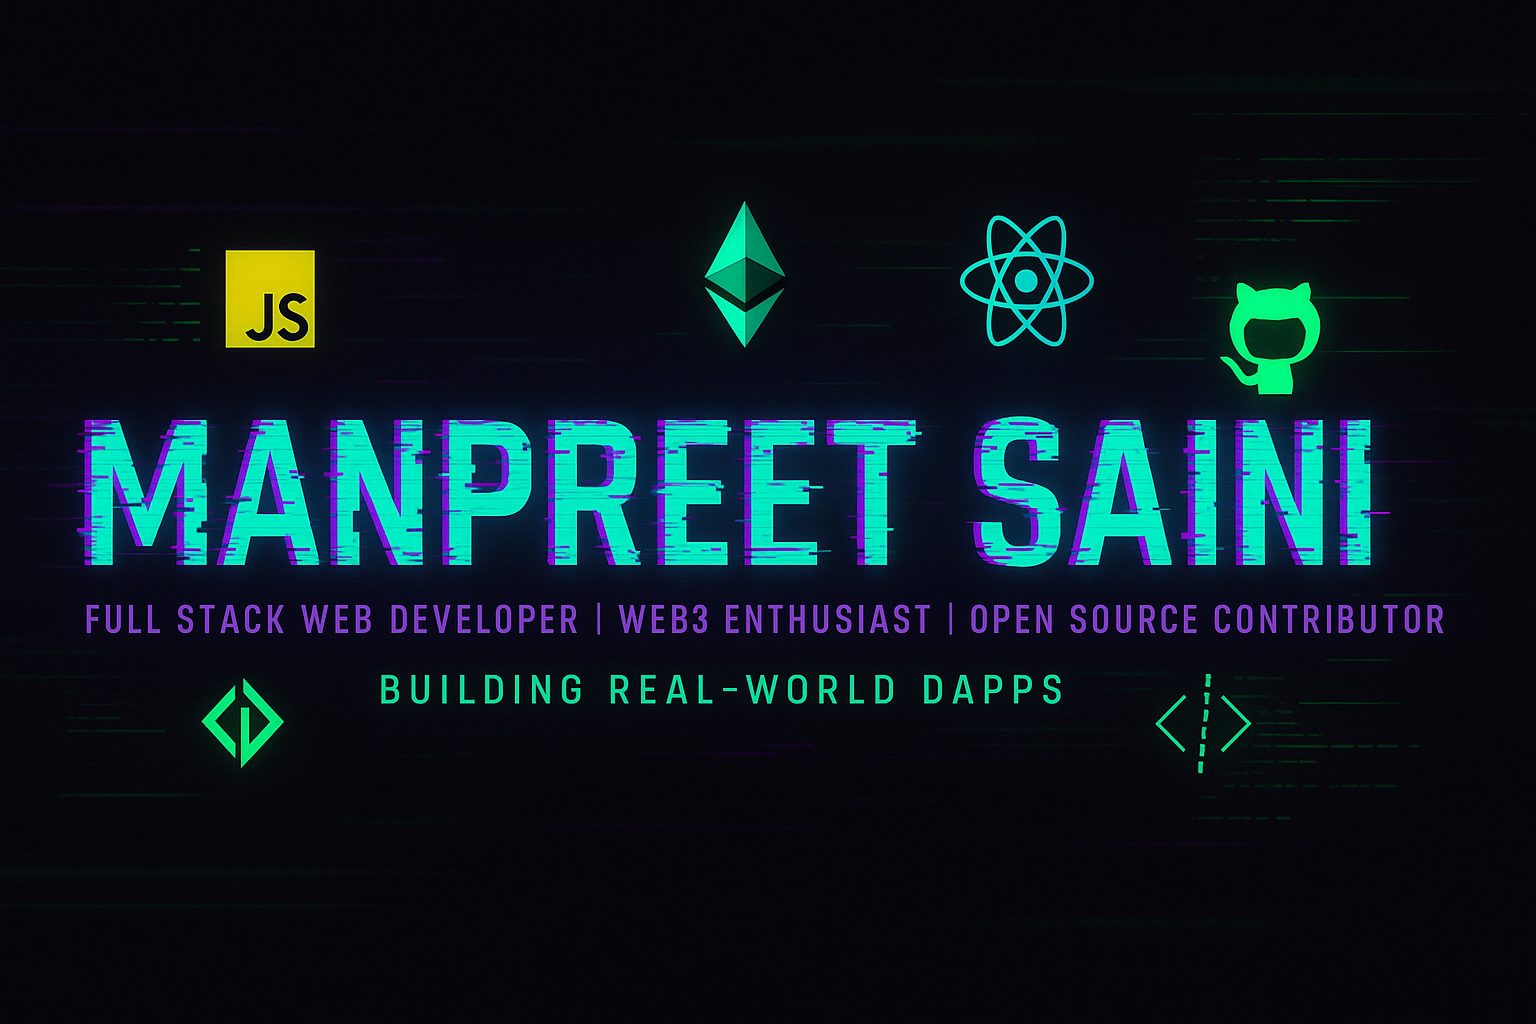 JS
MANPREET SAINI
FULL STACK WEB DEVELOPER | WEB3 ENTHUSIAST | OPEN SOURCE CONTRIBUTOR
BUILDING REAL-WORLD DAPPS